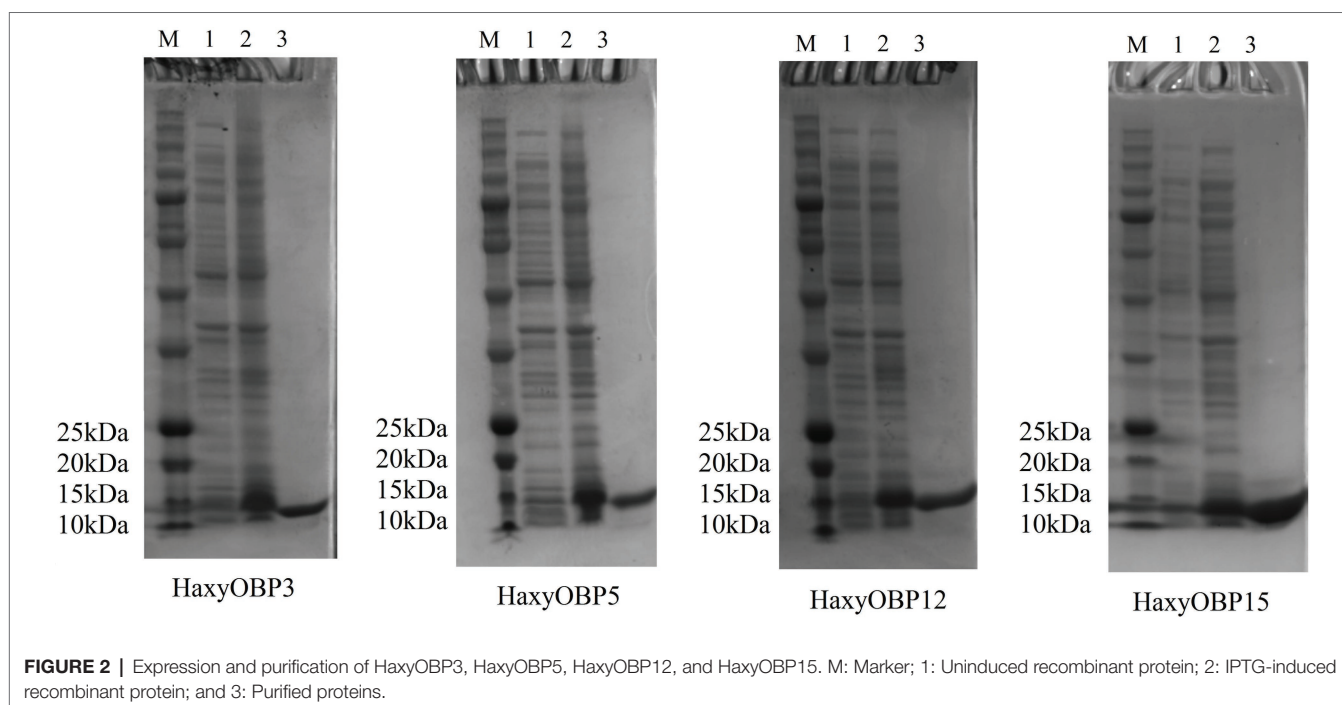 M 1 2 3
M 1 2 3
M 1 2 3
M 1 2 3
25kDa
20kDa
15kDa
10kDa
HaxyOBP3
25kDa
20kDa
15kDa
10kDa
HaxyOBP5
25kDa
20kDa
15kDa
10kDa
HaxyOBP12
25kDa
20kDa
15kDa
10kDa
HaxyOBP15
FIGURE 2 | Expression and purification of HaxyOBP3, HaxyOBP5, HaxyOBP12, and HaxyOBP15. M: Marker; 1: Uninduced recombinant protein; 2: IPTG-induced
recombinant protein; and 3: Purified proteins.